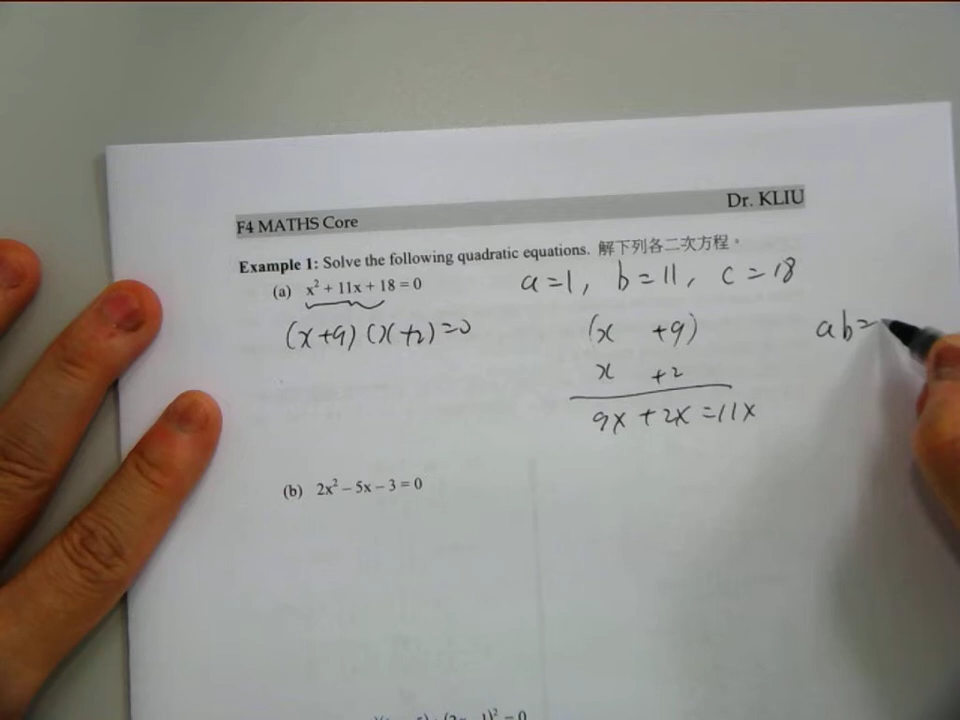 F4 MATHS Core Dr. KLIU
Example 1: Solve the following quadratic equations. 解下列各二次方程。
(a) x² + 11x + 18 = 0 a=1, b=11, c=18
(x+9)(x+2)=0 (x +9) ab=
x +2
9x + 2x = 11x
(b) 2x² – 5x – 3 = 0